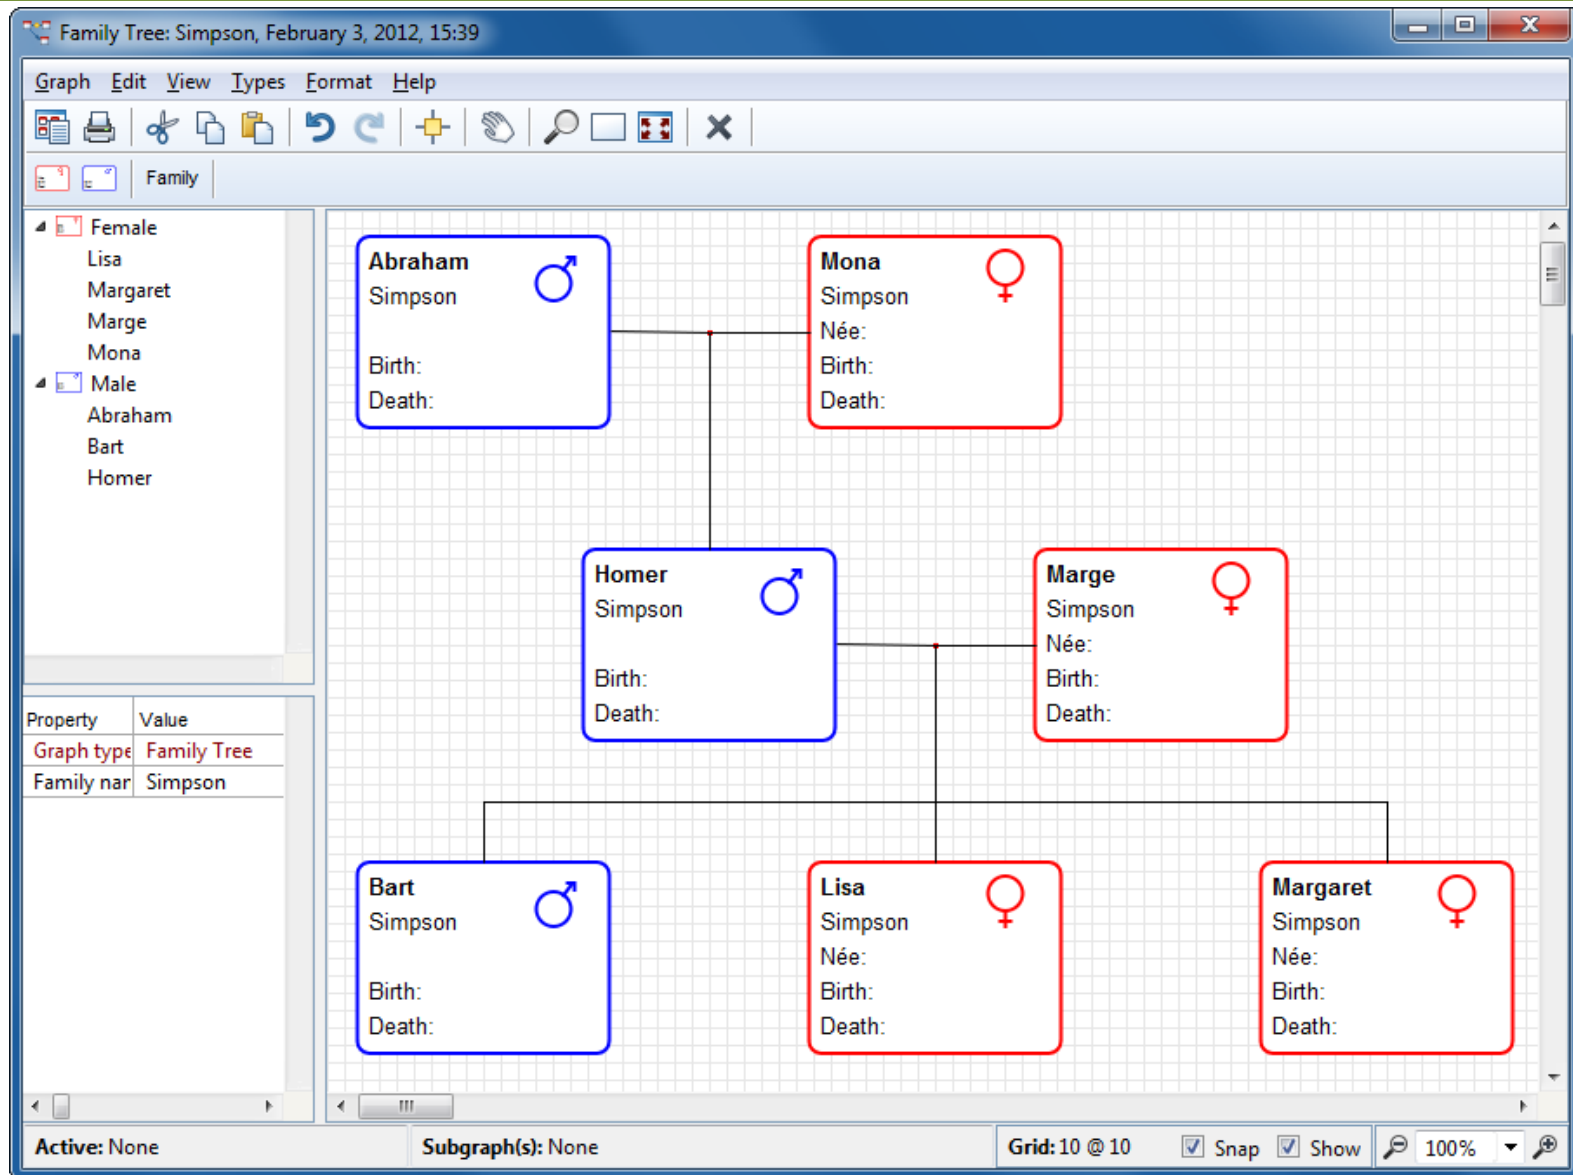 Family Tree: Simpson, February 3, 2012, 15:39
Graph Edit View Types Format Help
Family
Female
Lisa
Margaret
Marge
Mona
Male
Abraham
Bart
Homer
Property Value
Graph type Family Tree
Family nar Simpson
Abraham
Simpson
Birth:
Death:
Mona
Simpson
Née:
Birth:
Death:
Homer
Simpson
Birth:
Death:
Marge
Simpson
Née:
Birth:
Death:
Bart
Simpson
Birth:
Death:
Lisa
Simpson
Née:
Birth:
Death:
Margaret
Simpson
Née:
Birth:
Death:
Active: None Subgraph(s): None Grid: 10 @ 10 Snap Show 100%